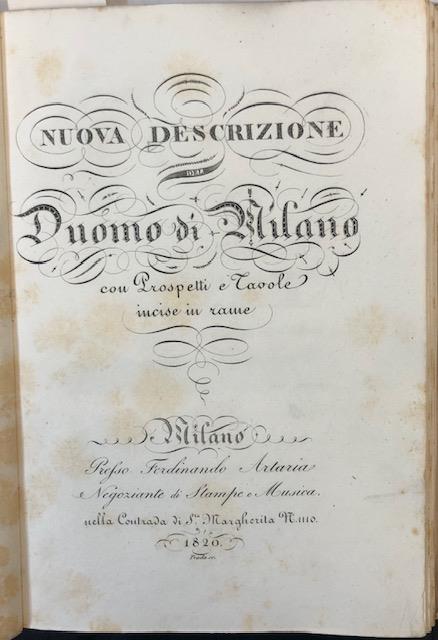 NUOVA DESCRIZIONE
DEL
Duomo di Milano
con Prospetti e Tavole
incise in rame
Milano
Presso Ferdinando Artaria
Negoziante di Stampe e Musica.
nella Contrada di S.ta Margherita N. 1110.
1820.